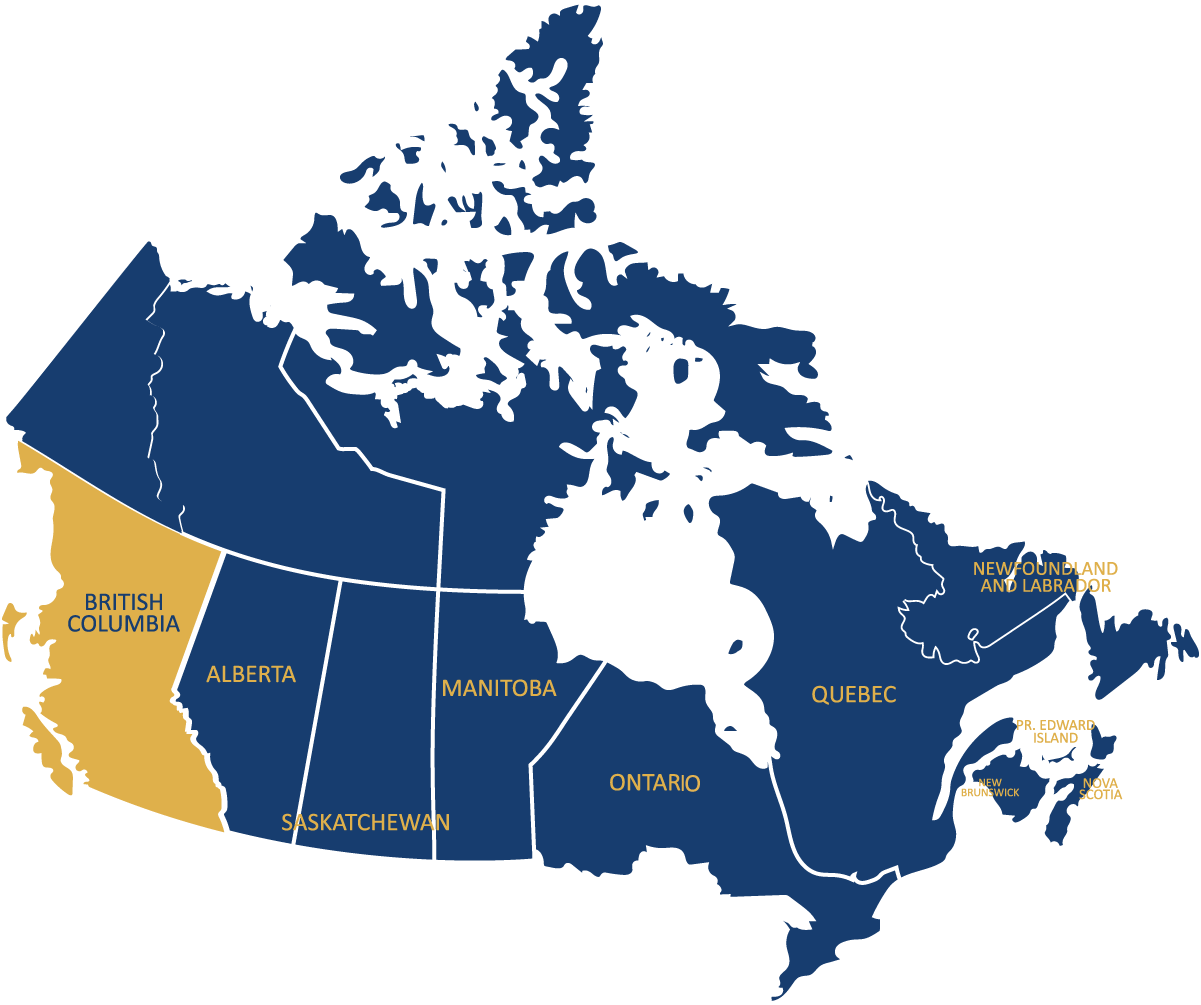 NEWFOUNDLAND
AND LABRADOR
BRITISH
COLUMBIA
ALBERTA
MANITOBA
QUEBEC
PR. EDWARD
ISLAND
ONTARIO
NEW
BRUNSWICK
NOVA
SCOTIA
SASKATCHEWAN